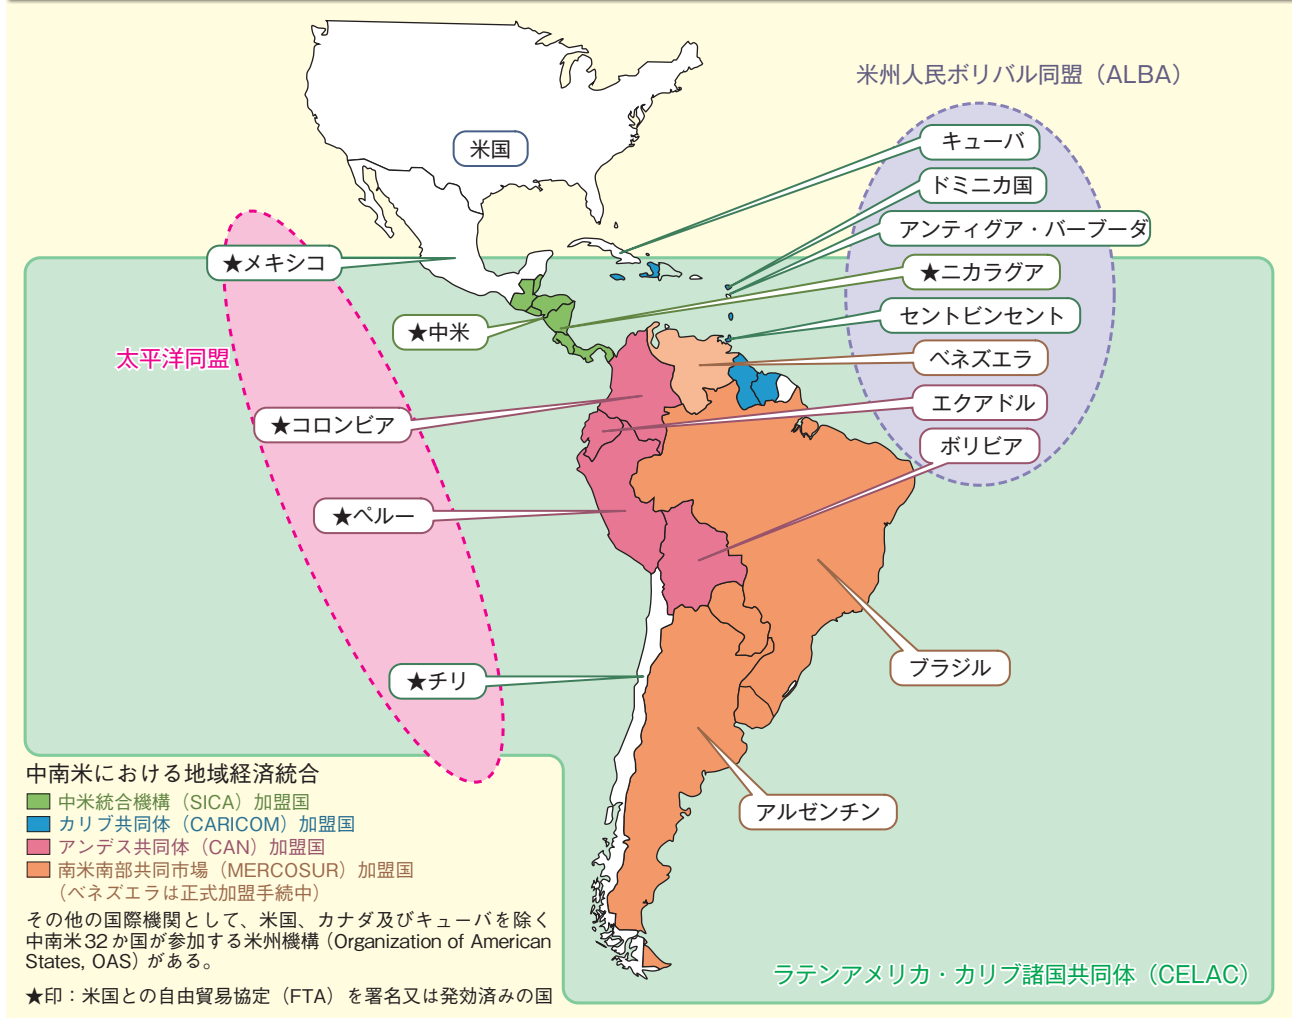 米州人民ボリバル同盟（ALBA）
米国
キューバ
ドミニカ国
アンティグア・バーブーダ
★メキシコ
★ニカラグア
セントビンセント
★中米
太平洋同盟
ベネズエラ
エクアドル
★コロンビア
ボリビア
★ペルー
ブラジル
★チリ
アルゼンチン
中南米における地域経済統合
中米統合機構（SICA）加盟国
カリブ共同体（CARICOM）加盟国
アンデス共同体（CAN）加盟国
南米南部共同市場（MERCOSUR）加盟国
（ベネズエラは正式加盟手続中）
その他の国際機関として、米国、カナダ及びキューバを除く
中南米32か国が参加する米州機構（Organization of American
States, OAS）がある。
★印：米国との自由貿易協定（FTA）を署名又は発効済みの国
ラテンアメリカ・カリブ諸国共同体（CELAC）